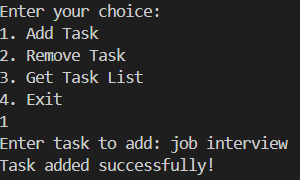 Enter your choice:
1. Add Task
2. Remove Task
3. Get Task List
4. Exit
1
Enter task to add: job interview
Task added successfully!